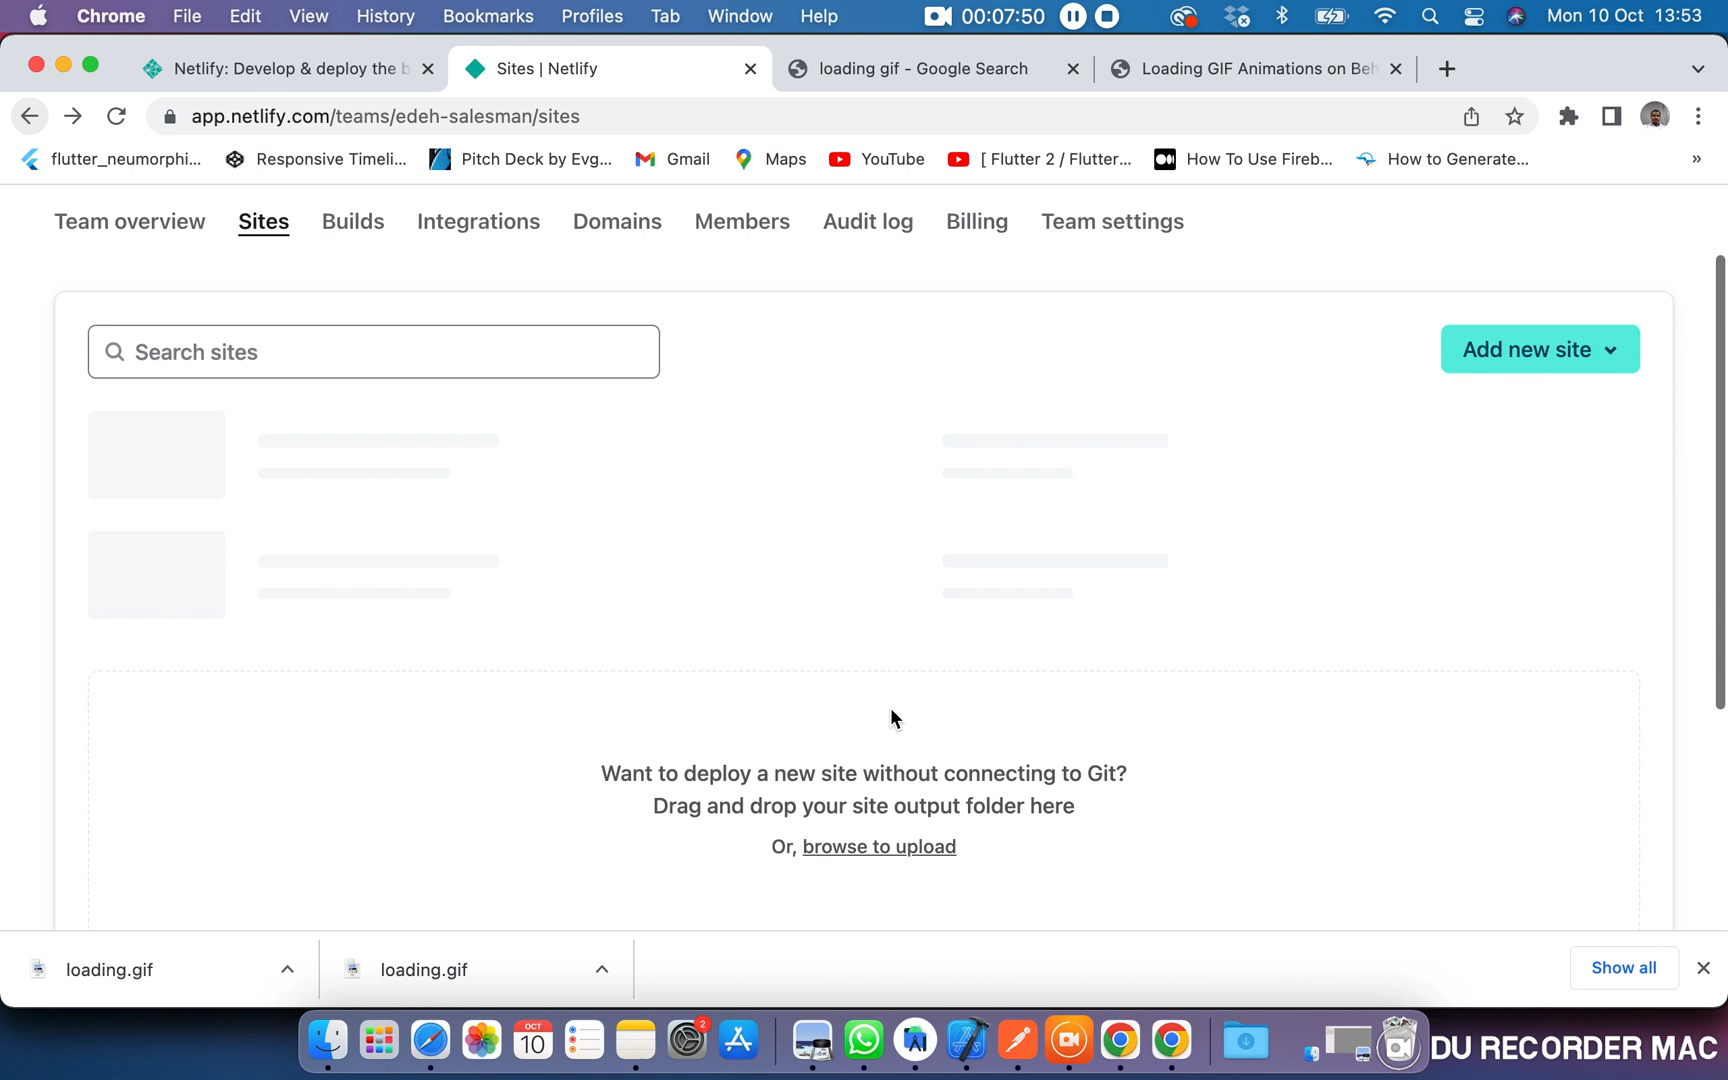 Chrome File Edit View History Bookmarks Profiles Tab Window Help 00:07:50 Mon 10 Oct 13:53
Netlify: Develop & deploy the b Sites | Netlify loading gif - Google Search Loading GIF Animations on Beh
app.netlify.com/teams/edeh-salesman/sites
flutter_neumorphi... Responsive Timeli... Pitch Deck by Evg... Gmail Maps YouTube [ Flutter 2 / Flutter... How To Use Fireb... How to Generate... »
Team overview Sites Builds Integrations Domains Members Audit log Billing Team settings
Search sites Add new site
Want to deploy a new site without connecting to Git?
Drag and drop your site output folder here
Or, browse to upload
loading.gif loading.gif Show all
OCT
10
2
DU RECORDER MAC